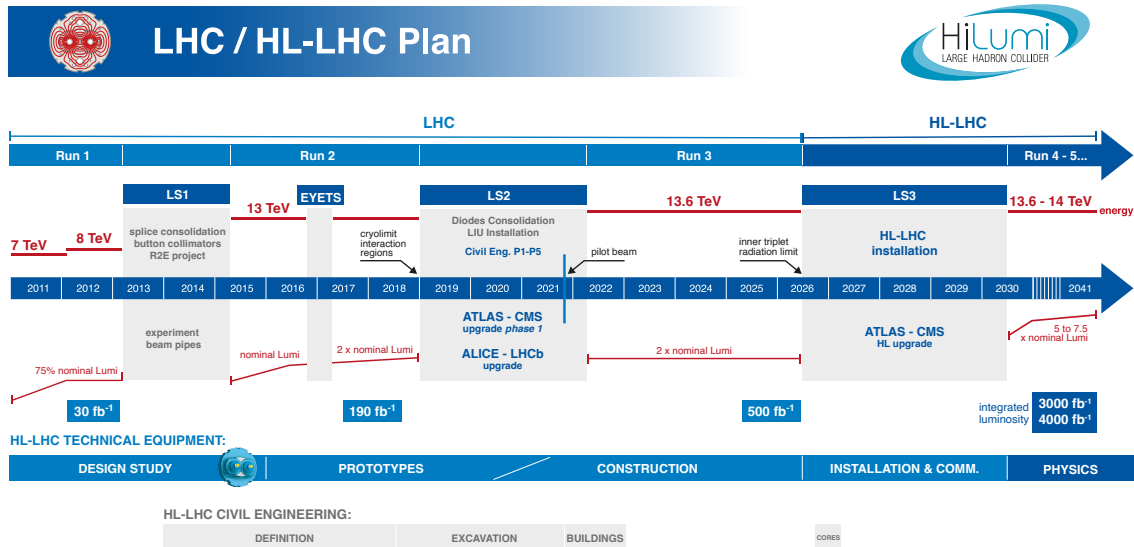 LHC / HL-LHC Plan
HiLumi
LARGE HADRON COLLIDER
LHC
HL-LHC
Run 1
Run 2
Run 3
Run 4 - 5...
LS1
EYETS
LS2
LS3
13 TeV
13.6 TeV
13.6 - 14 TeV
energy
7 TeV
8 TeV
splice consolidation
button collimators
R2E project
cryolimit
interaction
regions
Diodes Consolidation
LIU Installation
Civil Eng. P1-P5
pilot beam
inner triplet
radiation limit
HL-LHC
installation
2011 2012 2013 2014 2015 2016 2017 2018 2019 2020 2021 2022 2023 2024 2025 2026 2027 2028 2029 2030 2041
experiment
beam pipes
ATLAS - CMS
upgrade phase 1
ALICE - LHCb
upgrade
ATLAS - CMS
HL upgrade
5 to 7.5
x nominal Lumi
75% nominal Lumi
nominal Lumi
2 x nominal Lumi
2 x nominal Lumi
30 fb⁻¹
190 fb⁻¹
500 fb⁻¹
integrated
luminosity
3000 fb⁻¹
4000 fb⁻¹
HL-LHC TECHNICAL EQUIPMENT:
DESIGN STUDY
PROTOTYPES
CONSTRUCTION
INSTALLATION & COMM.
PHYSICS
HL-LHC CIVIL ENGINEERING:
DEFINITION
EXCAVATION
BUILDINGS
CORES